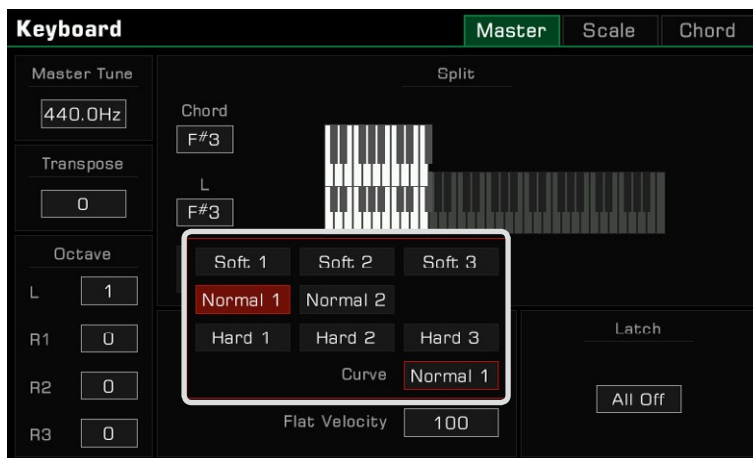 Keyboard
Master Scale Chord
Master Tune
440.0Hz
Transpose
0
Octave
L 1
R1 0
R2 0
R3 0
Split
Chord
F#3
L
F#3
Soft 1 Soft 2 Soft 3
Normal 1 Normal 2
Hard 1 Hard 2 Hard 3
Curve Normal 1
Flat Velocity 100
Latch
All Off